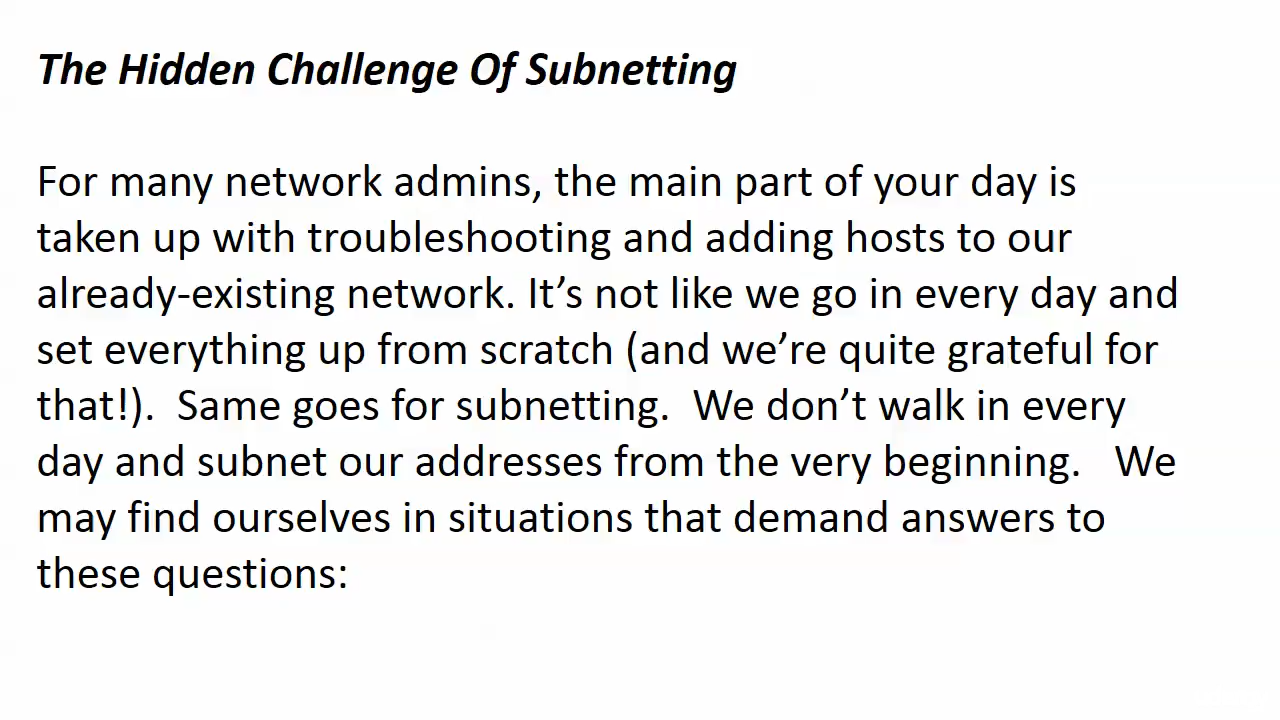 The Hidden Challenge Of Subnetting
For many network admins, the main part of your day is
taken up with troubleshooting and adding hosts to our
already-existing network. It’s not like we go in every day and
set everything up from scratch (and we’re quite grateful for
that!).  Same goes for subnetting.  We don’t walk in every
day and subnet our addresses from the very beginning.   We
may find ourselves in situations that demand answers to
these questions: